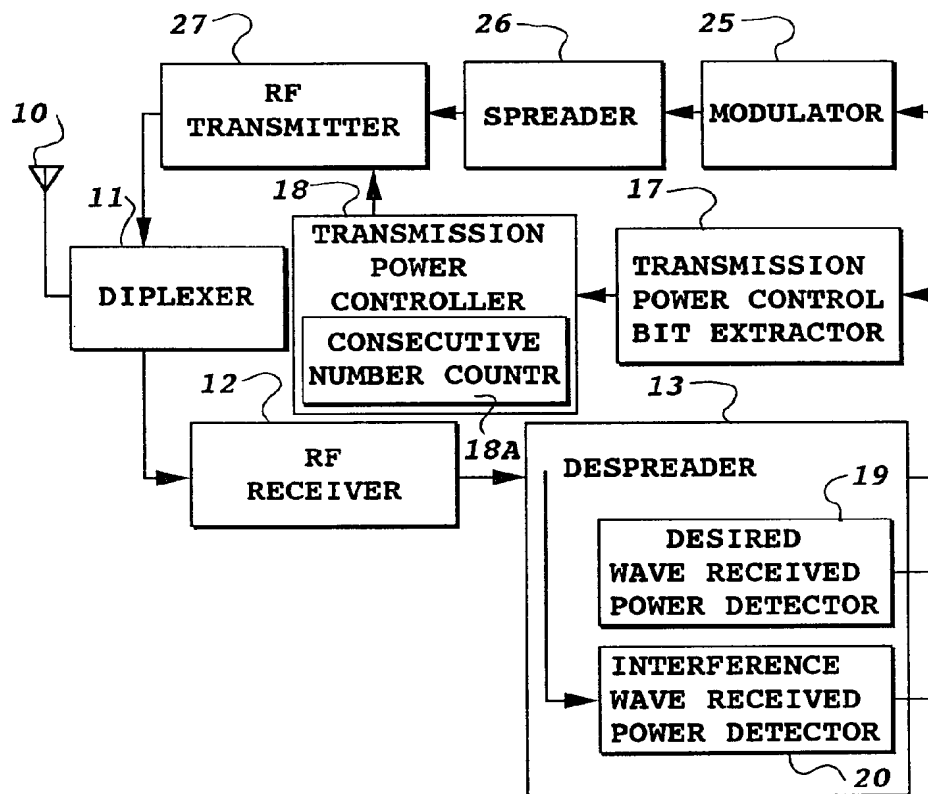 27
26
25
RF
TRANSMITTER
SPREADER
MODULATOR
10
11
18
17
TRANSMISSION
POWER
CONTROLLER
CONSECUTIVE
NUMBER COUNTR
18A
TRANSMISSION
POWER CONTROL
BIT EXTRACTOR
DIPLEXER
12
RF
RECEIVER
13
DESPREADER
19
DESIRED
WAVE RECEIVED
POWER DETECTOR
INTERFERENCE
WAVE RECEIVED
POWER DETECTOR
20